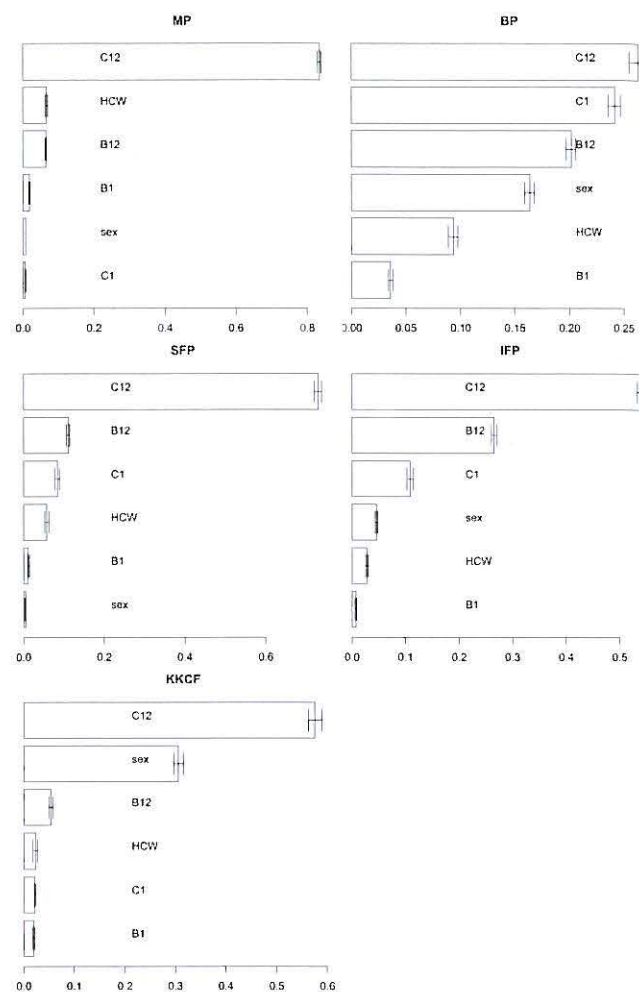 MP
C12
HCW
B12
B1
sex
C1
0.0 0.2 0.4 0.6 0.8
BP
C12
C1
B12
sex
HCW
B1
0.00 0.05 0.10 0.15 0.20 0.25
SFP
C12
B12
C1
HCW
B1
sex
0.0 0.2 0.4 0.6
IFP
C12
B12
C1
sex
HCW
B1
0.0 0.1 0.2 0.3 0.4 0.5
KKCF
C12
sex
B12
HCW
C1
B1
0.0 0.1 0.2 0.3 0.4 0.5 0.6